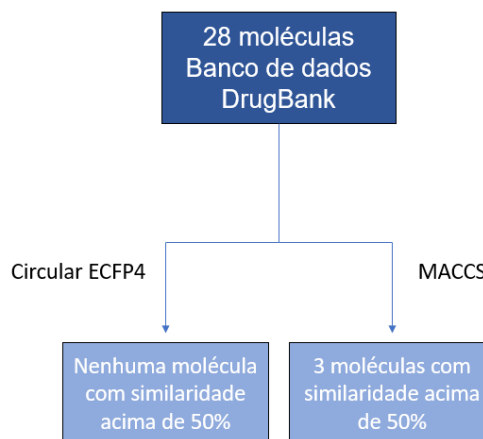 28 moléculas
Banco de dados
DrugBank
Circular ECFP4
MACCS
Nenhuma molécula
com similaridade
acima de 50%
3 moléculas com
similaridade acima
de 50%